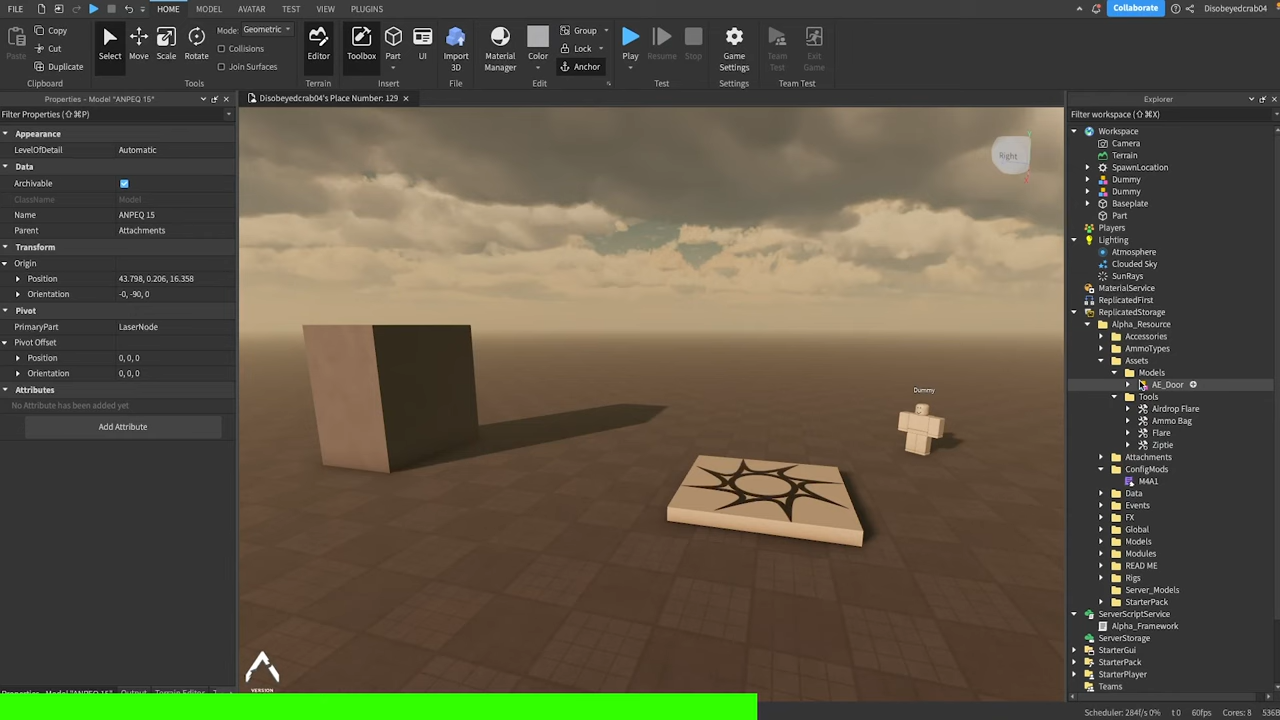 FILE HOME MODEL AVATAR TEST VIEW PLUGINS Collaborate Disobeyedcrab04
Paste Copy Cut Duplicate Clipboard
Select Move Scale Rotate Mode: Geometric Collisions Join Surfaces Tools
Editor Terrain
Toolbox Part UI Insert
Import 3D File
Material Manager Color Group Lock Anchor Edit
Play Resume Stop Test
Game Settings Settings
Team Test Exit Game Team Test
Properties - Model "ANPEQ 15"
Filter Properties (⇧⌘P)
Appearance
LevelOfDetail Automatic
Data
Archivable
ClassName Model
Name ANPEQ 15
Parent Attachments
Transform
Origin
Position 43.798, 0.206, 16.358
Orientation -0, -90, 0
Pivot
PrimaryPart LaserNode
Pivot Offset
Position 0, 0, 0
Orientation 0, 0, 0
Attributes
No Attribute has been added yet
Add Attribute
Disobeyedcrab04's Place Number: 129
Right
Dummy
VERSION
Explorer
Filter workspace (⇧⌘X)
Workspace
Camera
Terrain
SpawnLocation
Dummy
Dummy
Baseplate
Part
Players
Lighting
Atmosphere
Clouded Sky
SunRays
MaterialService
ReplicatedFirst
ReplicatedStorage
Alpha_Resource
Accessories
AmmoTypes
Assets
Models
AE_Door
Tools
Airdrop Flare
Ammo Bag
Flare
Ziptie
Attachments
ConfigMods
M4A1
Data
Events
FX
Global
Models
Modules
READ ME
Rigs
Server_Models
StarterPack
ServerScriptService
Alpha_Framework
ServerStorage
StarterGui
StarterPack
StarterPlayer
Teams
Scheduler: 284f/s 0% t 0 60fps Cores: 8